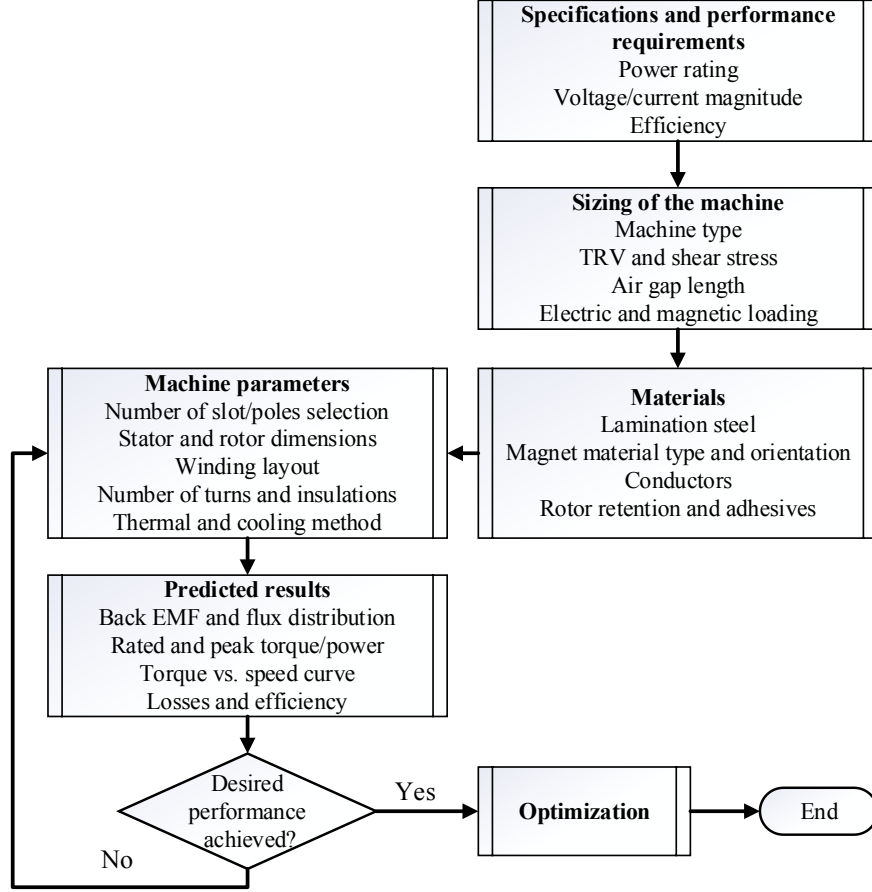 Specifications and performance
requirements
Power rating
Voltage/current magnitude
Efficiency
Sizing of the machine
Machine type
TRV and shear stress
Air gap length
Electric and magnetic loading
Materials
Lamination steel
Magnet material type and orientation
Conductors
Rotor retention and adhesives
Machine parameters
Number of slot/poles selection
Stator and rotor dimensions
Winding layout
Number of turns and insulations
Thermal and cooling method
Predicted results
Back EMF and flux distribution
Rated and peak torque/power
Torque vs. speed curve
Losses and efficiency
Desired
performance
achieved?
Yes
No
Optimization
End